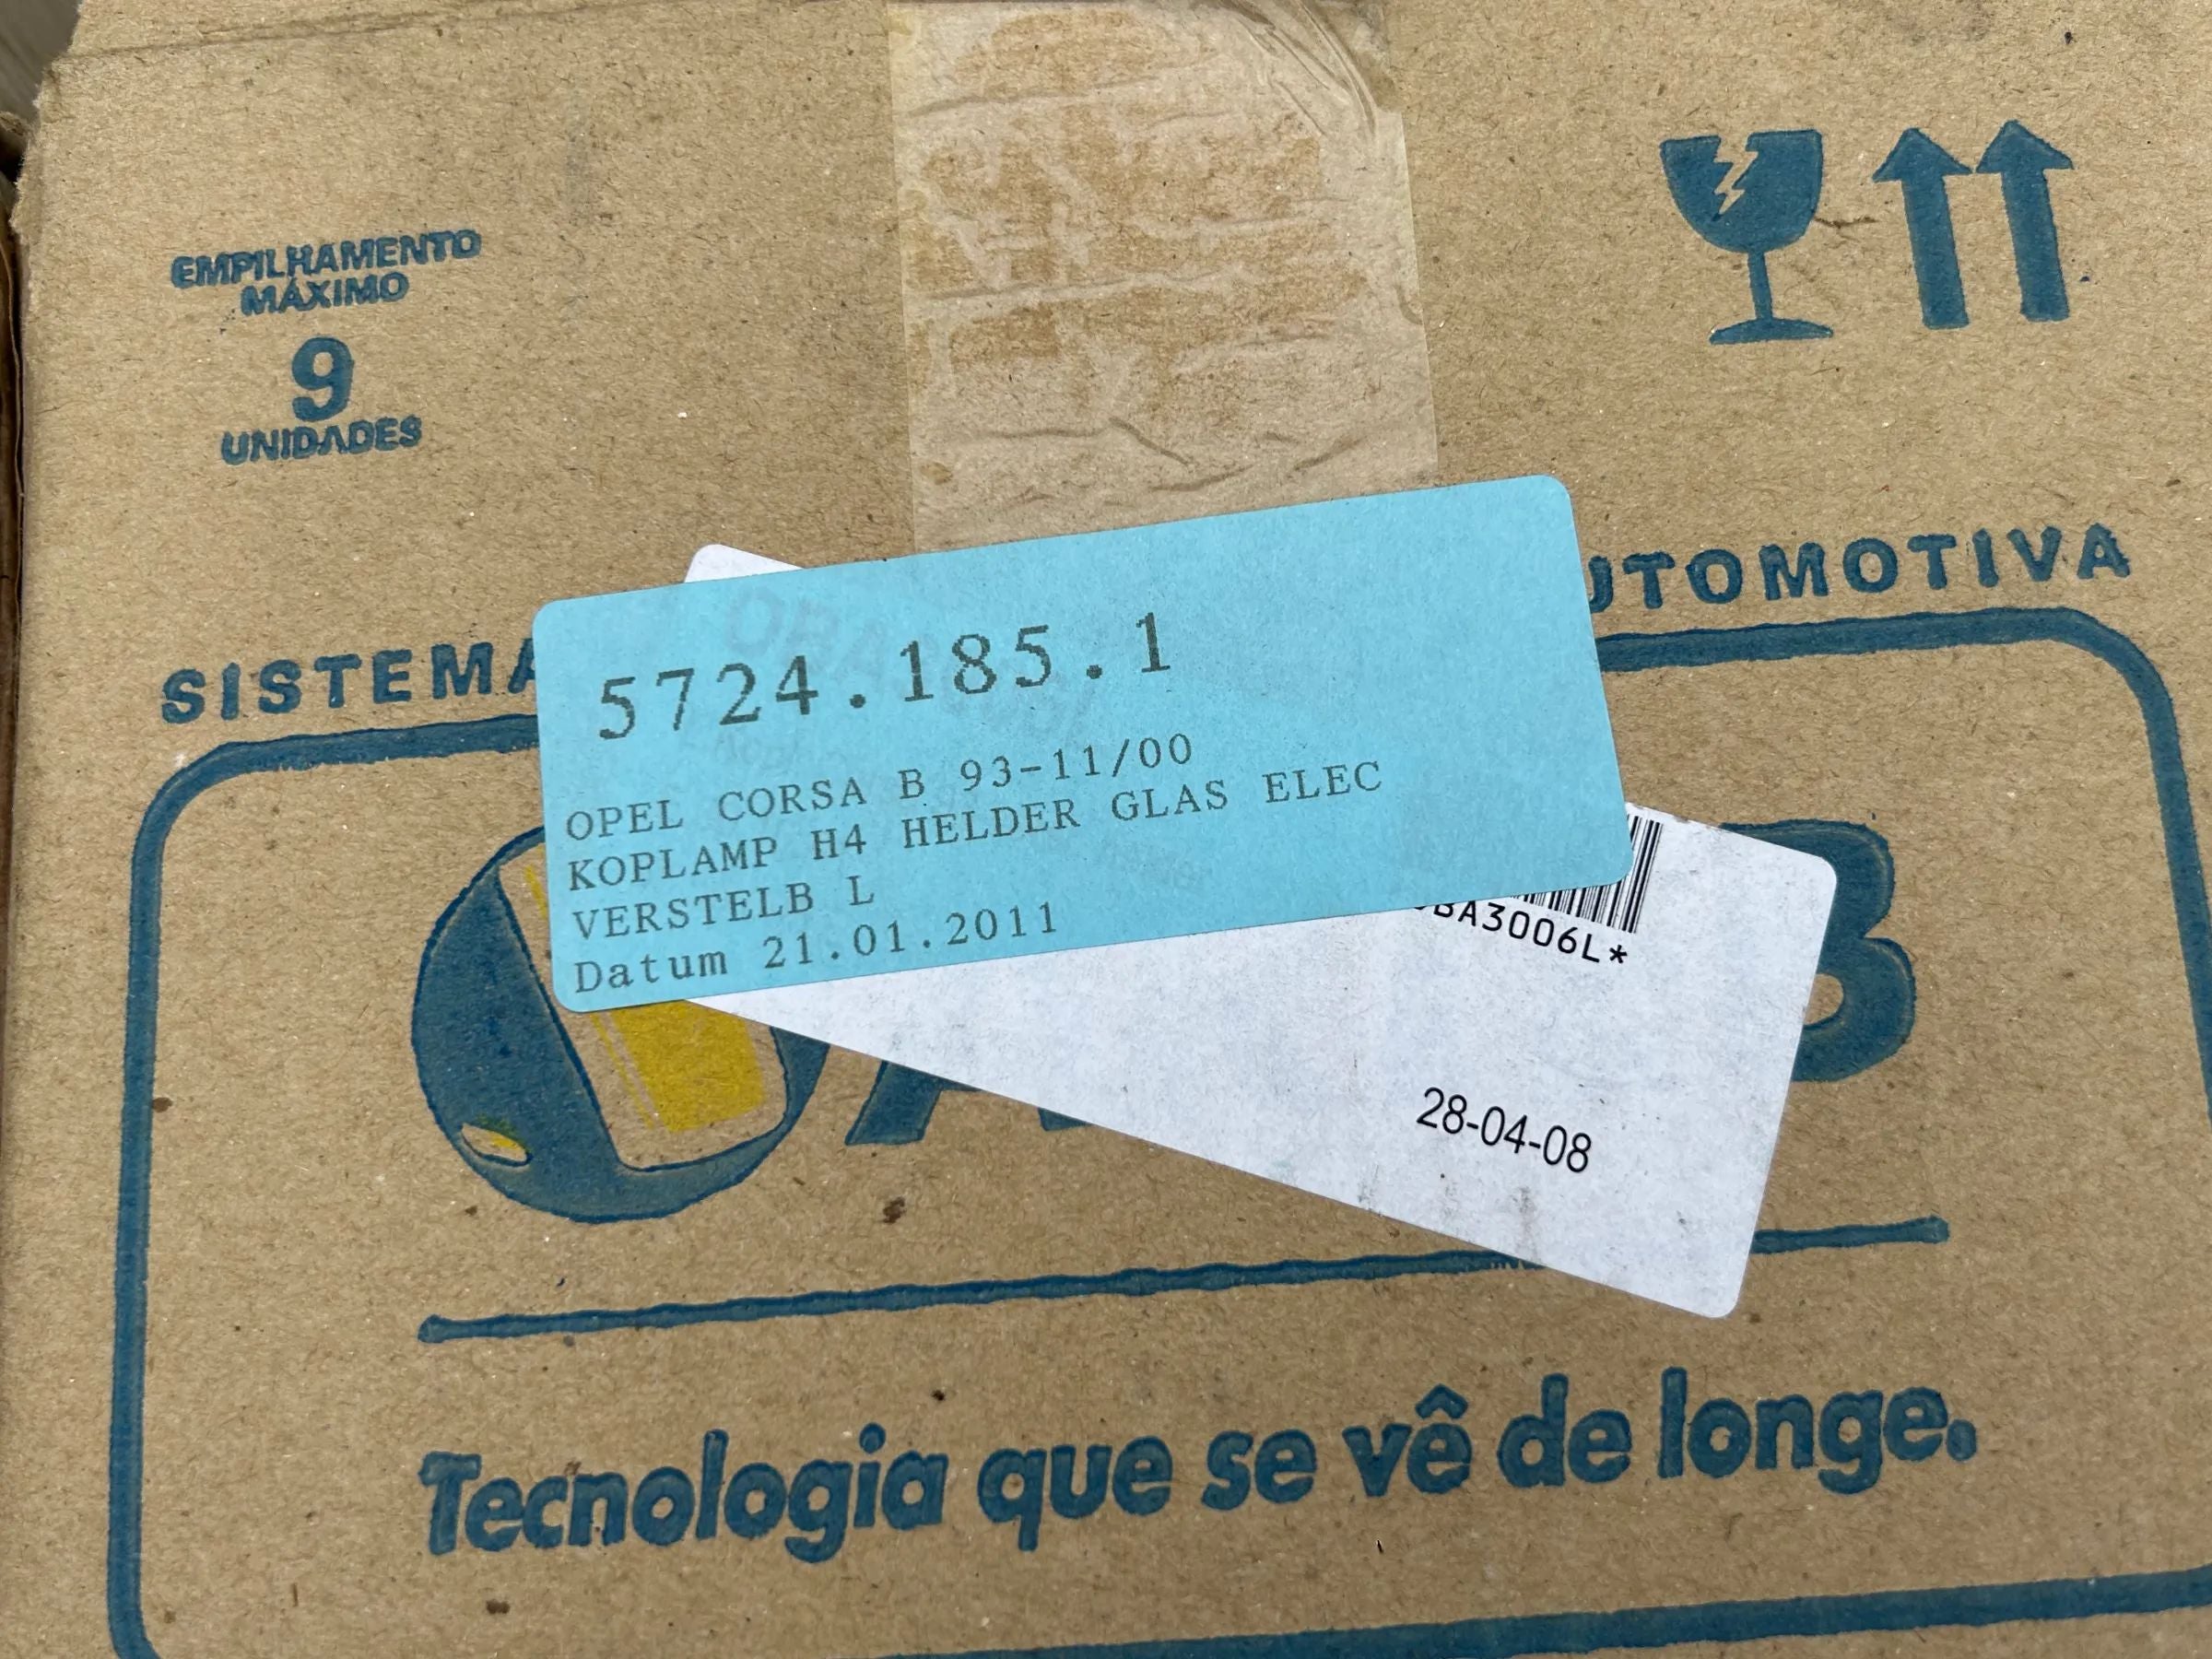 EMPILHAMENTO
MÁXIMO
9
UNIDADES
SISTEMA
UTOMOTIVA
5724.185.1
OPEL CORSA B 93-11/00
KOPLAMP H4 HELDER GLAS ELEC
VERSTELB L
Datum 21.01.2011
BA3006L*
28-04-08
Tecnologia que se vê de longe.